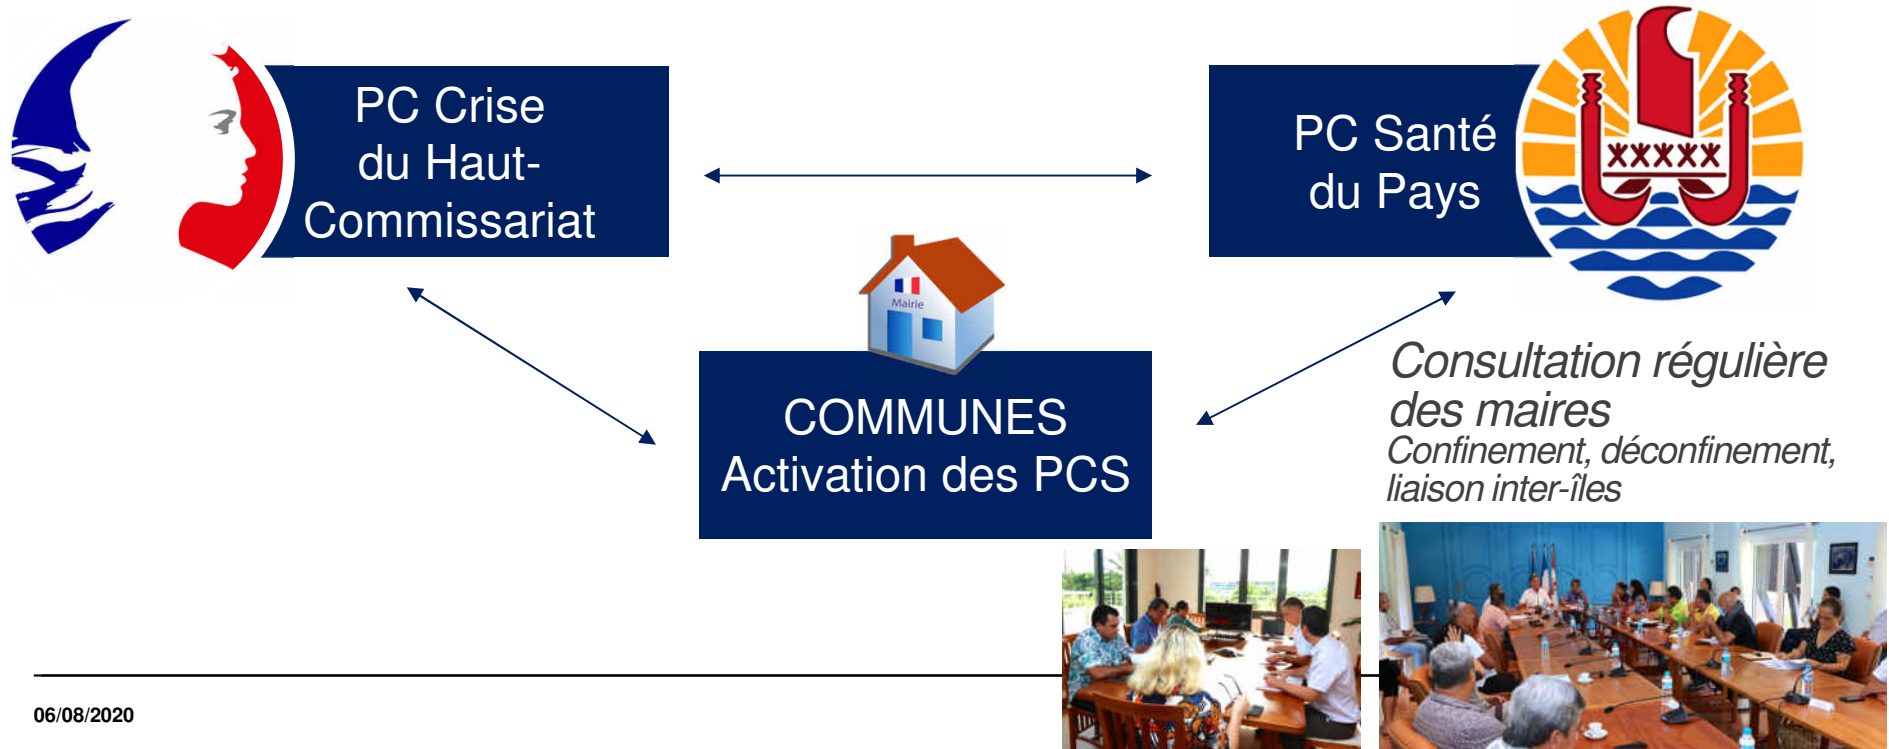 PC Crise
du Haut-
Commissariat
PC Santé
du Pays
Mairie
COMMUNES
Activation des PCS
Consultation régulière
des maires
Confinement, déconfinement,
liaison inter-îles
06/08/2020